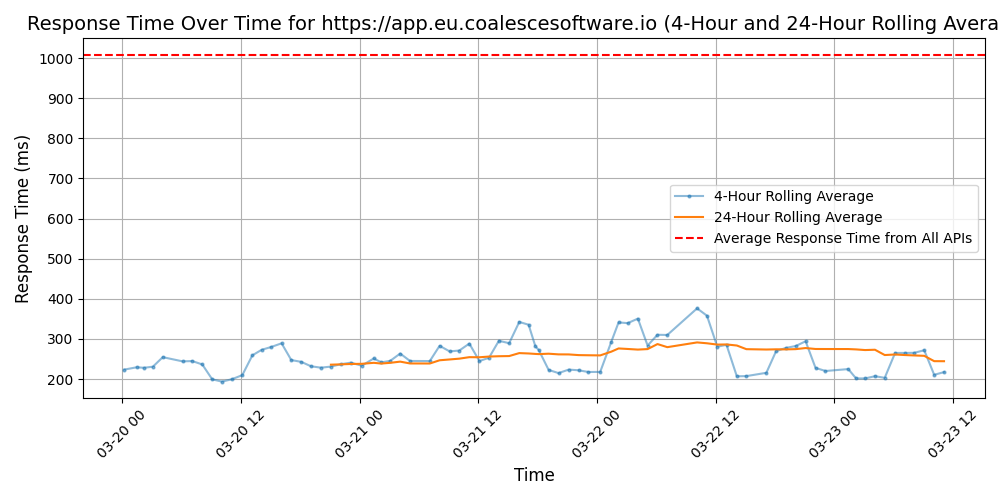 Response Time Over Time for https://app.eu.coalescesoftware.io (4-Hour and 24-Hour Rolling Avera
Response Time (ms)
1000
900
800
700
600
500
400
300
200
4-Hour Rolling Average
24-Hour Rolling Average
Average Response Time from All APIs
03-20 00
03-20 12
03-21 00
03-21 12
03-22 00
03-22 12
03-23 00
03-23 12
Time